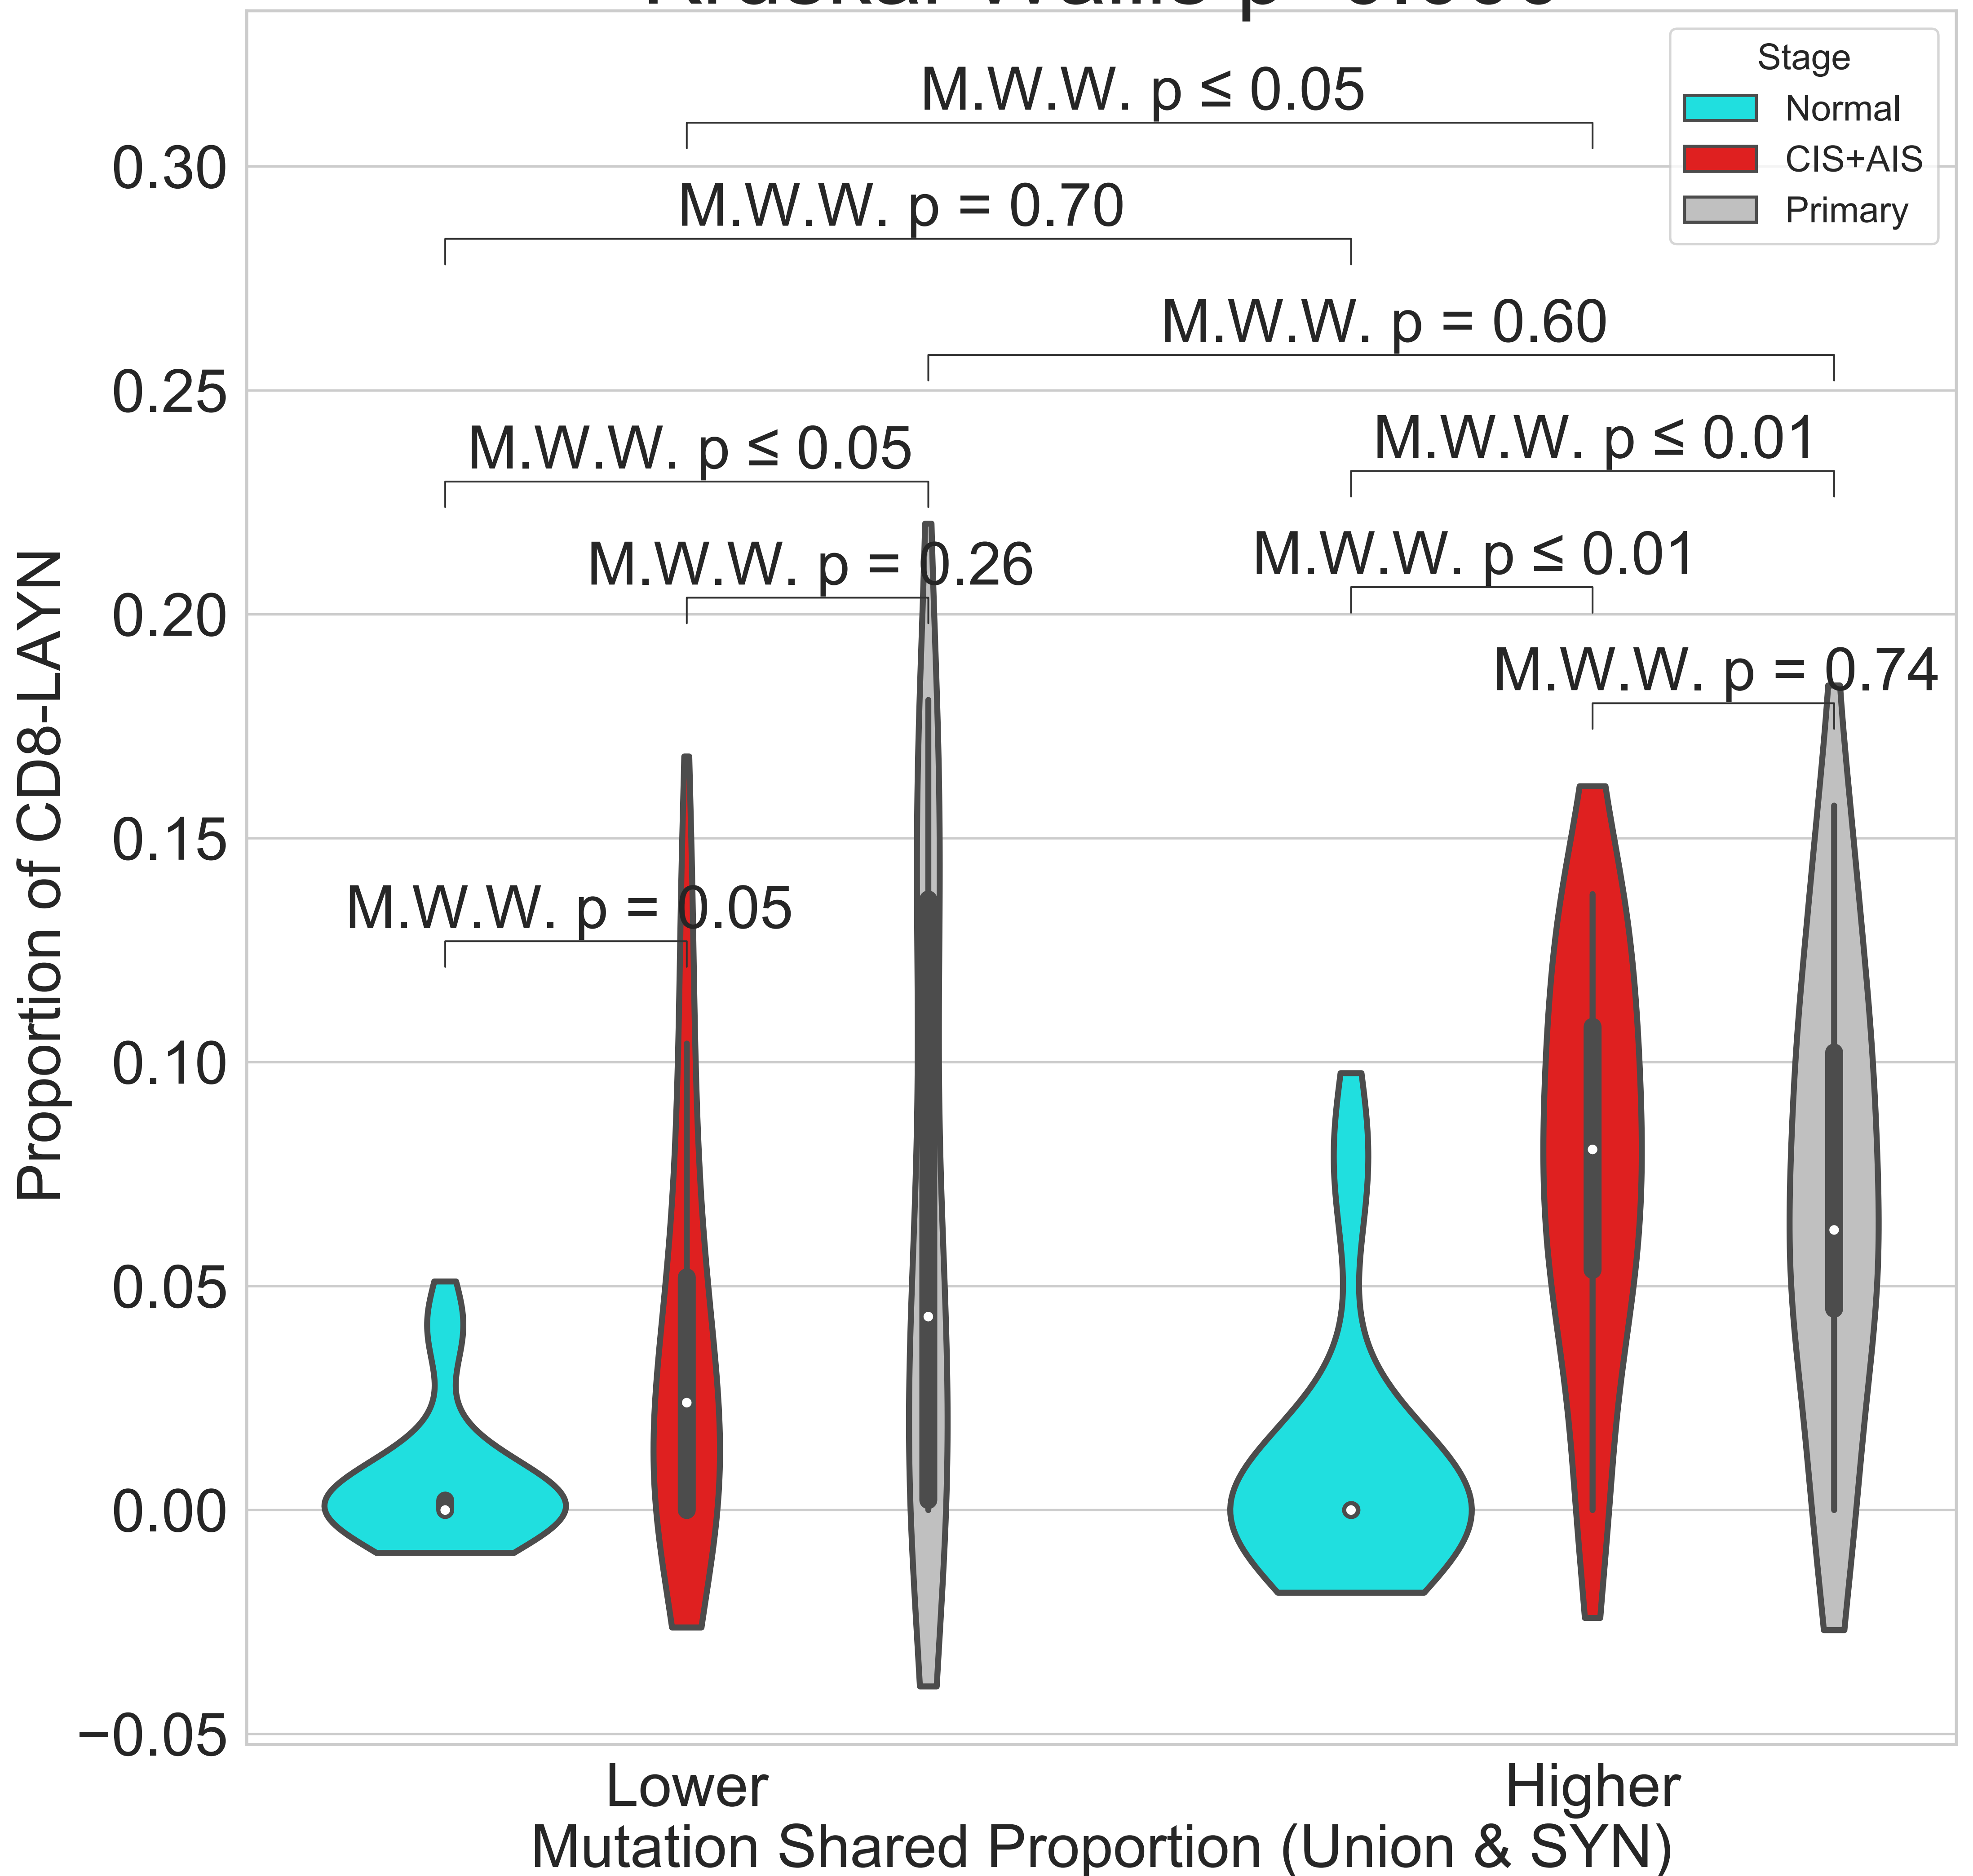 Stage
Normal
CIS+AIS
Primary
M.W.W. p ≤ 0.05
M.W.W. p = 0.70
M.W.W. p = 0.60
M.W.W. p ≤ 0.05
M.W.W. p ≤ 0.01
M.W.W. p = 0.26
M.W.W. p ≤ 0.01
M.W.W. p = 0.74
M.W.W. p = 0.05
0.30
0.25
0.20
0.15
0.10
0.05
0.00
−0.05
Proportion of CD8-LAYN
Lower
Higher
Mutation Shared Proportion (Union & SYN)